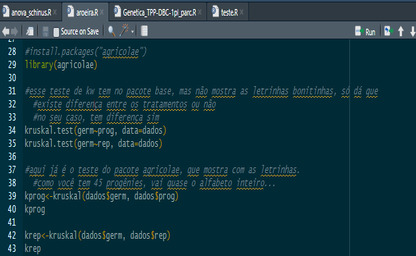 anova_schinus.R
aroeira.R
Genetica_TPP-DBC-1pl_parc.R
teste.R
Source on Save
Run
28 #install.packages("agricolae")
29 library(agricolae)
30
31 #esse teste de kw tem no pacote base, mas não mostra as letrinhas bonitinhas, só dá que
32 #existe diferença entre os tratamentos ou não
33 #no seu caso, tem diferença sim
34 kruskal.test(germ~prog, data=dados)
35 kruskal.test(germ~rep, data=dados)
36
37 #aqui já é o teste do pacote agricolae, que mostra com as letrinhas.
38 #como você tem 45 progênies, vai quase o alfabeto inteiro...
39 kprog<-kruskal(dados$germ, dados$prog)
40 kprog
41
42 krep<-kruskal(dados$germ, dados$rep)
43 krep